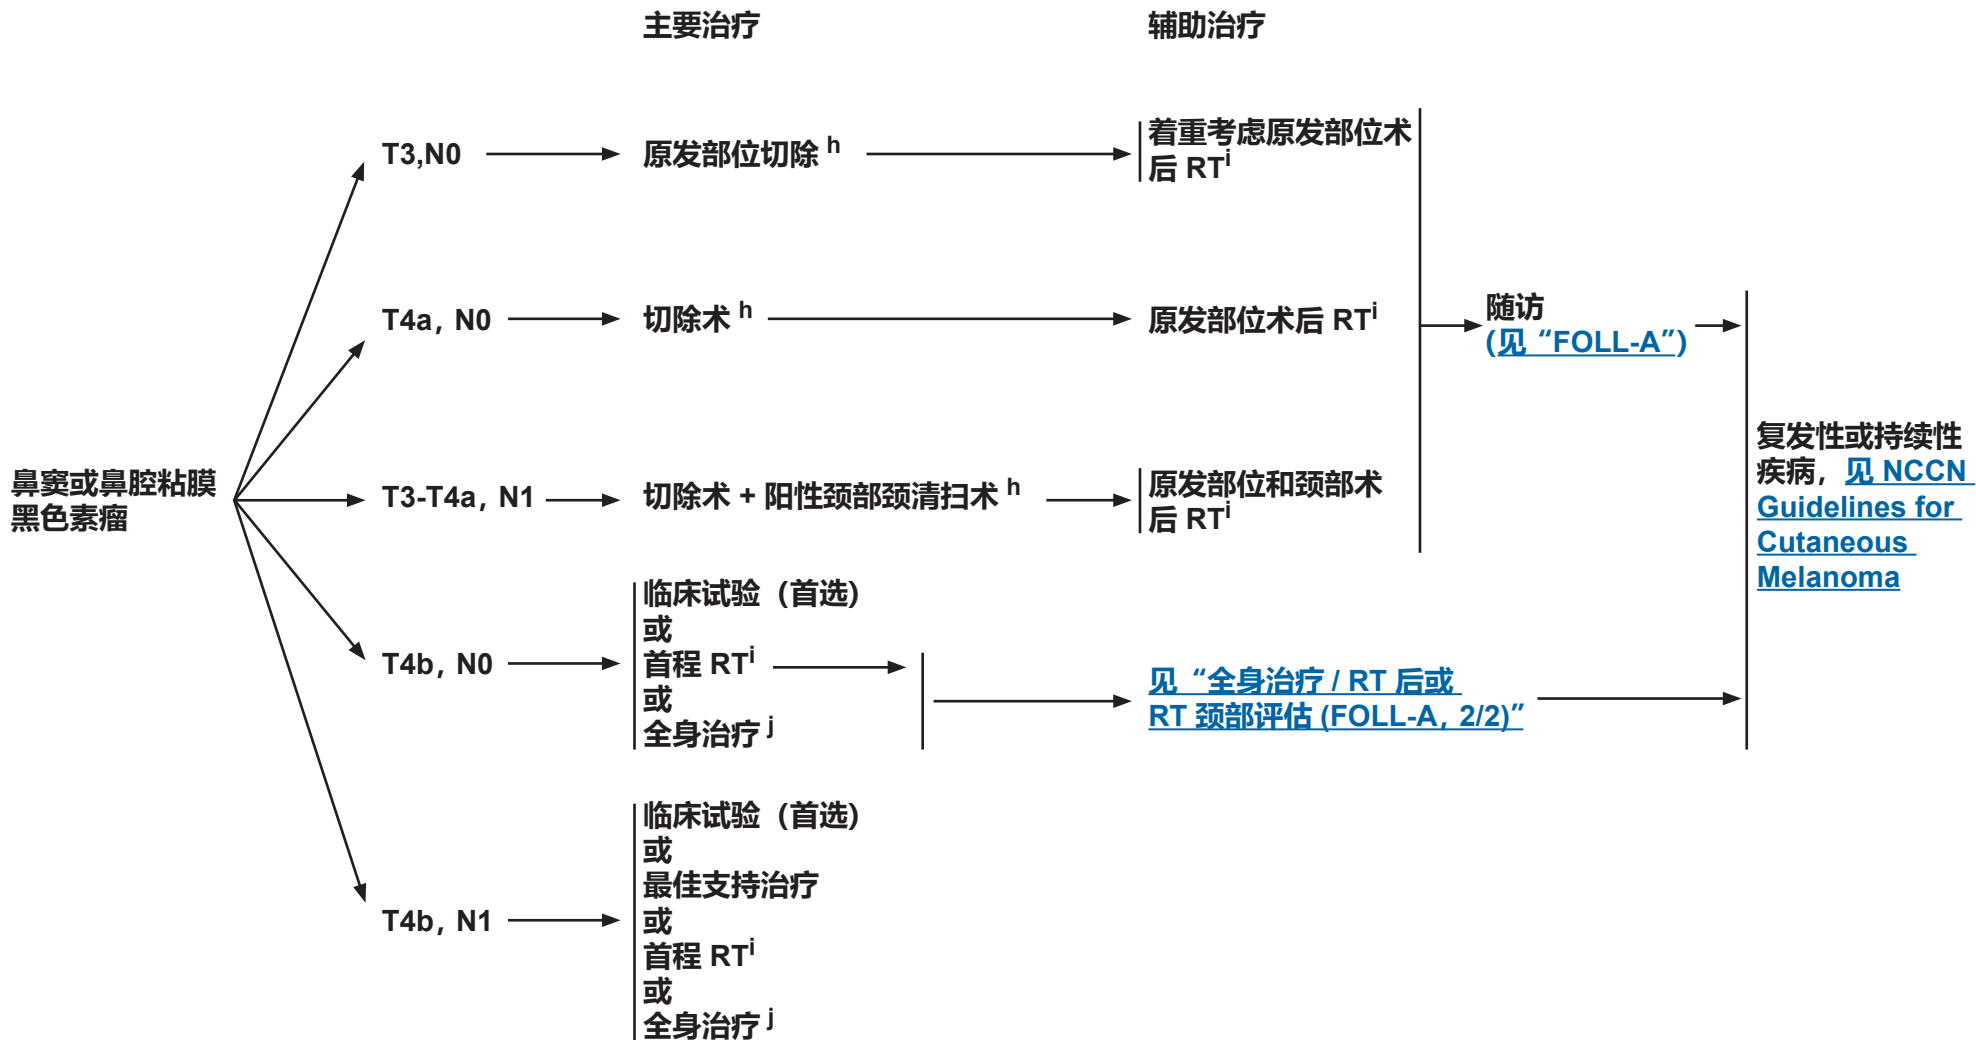 主要治疗
辅助治疗
T3,N0
原发部位切除 h
着重考虑原发部位术
后 RTi
T4a，N0
切除术 h
原发部位术后 RTi
随访
(见 “FOLL-A”)
鼻窦或鼻腔粘膜
黑色素瘤
T3-T4a，N1
切除术 + 阳性颈部颈清扫术 h
原发部位和颈部术
后 RTi
复发性或持续性
疾病，见 NCCN
Guidelines for
Cutaneous
Melanoma
T4b，N0
临床试验（首选）
或
首程 RTi
或
全身治疗 j
见 “全身治疗 / RT 后或
RT 颈部评估 (FOLL-A，2/2)”
T4b，N1
临床试验（首选）
或
最佳支持治疗
或
首程 RTi
或
全身治疗 j